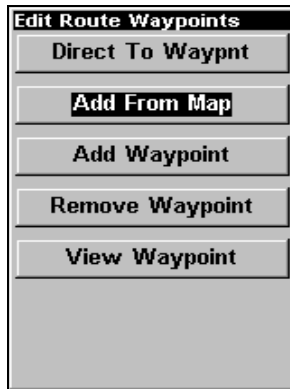 Edit Route Waypoints
Direct To Waypnt
Add From Map
Add Waypoint
Remove Waypoint
View Waypoint